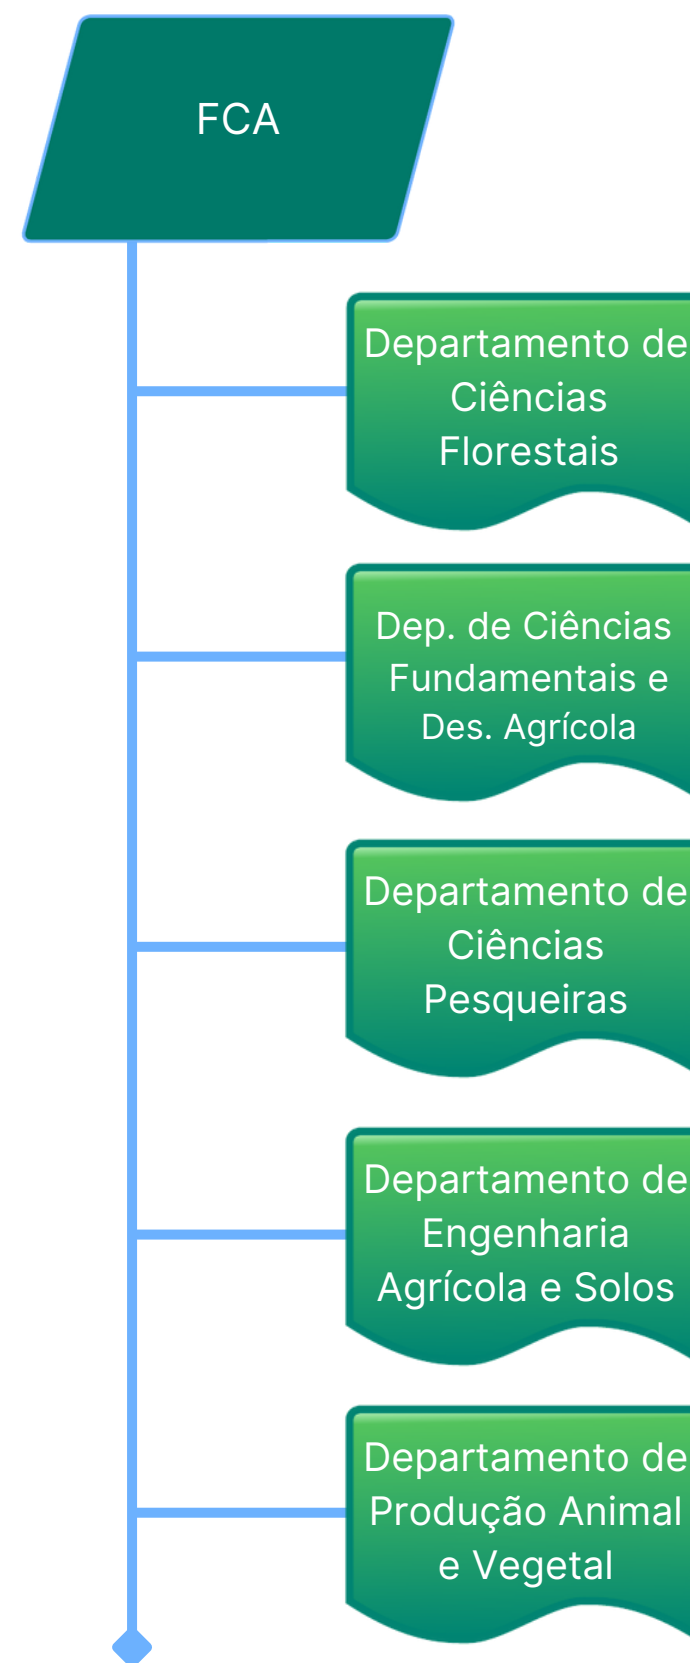 FCA
Departamento de
Ciências
Florestais
Dep. de Ciências
Fundamentais e
Des. Agrícola
Departamento de
Ciências
Pesqueiras
Departamento de
Engenharia
Agrícola e Solos
Departamento de
Produção Animal
e Vegetal